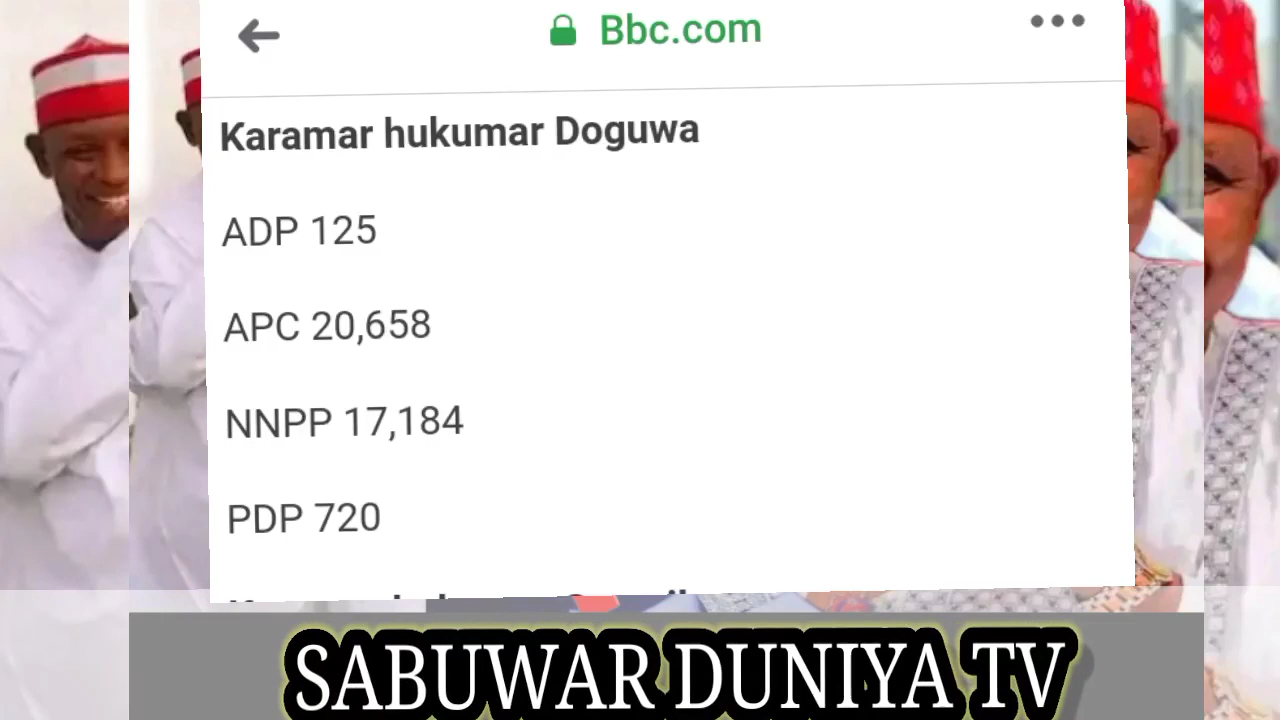 Bbc.com
Karamar hukumar Doguwa
ADP 125
APC 20,658
NNPP 17,184
PDP 720
SABUWAR DUNIYA TV